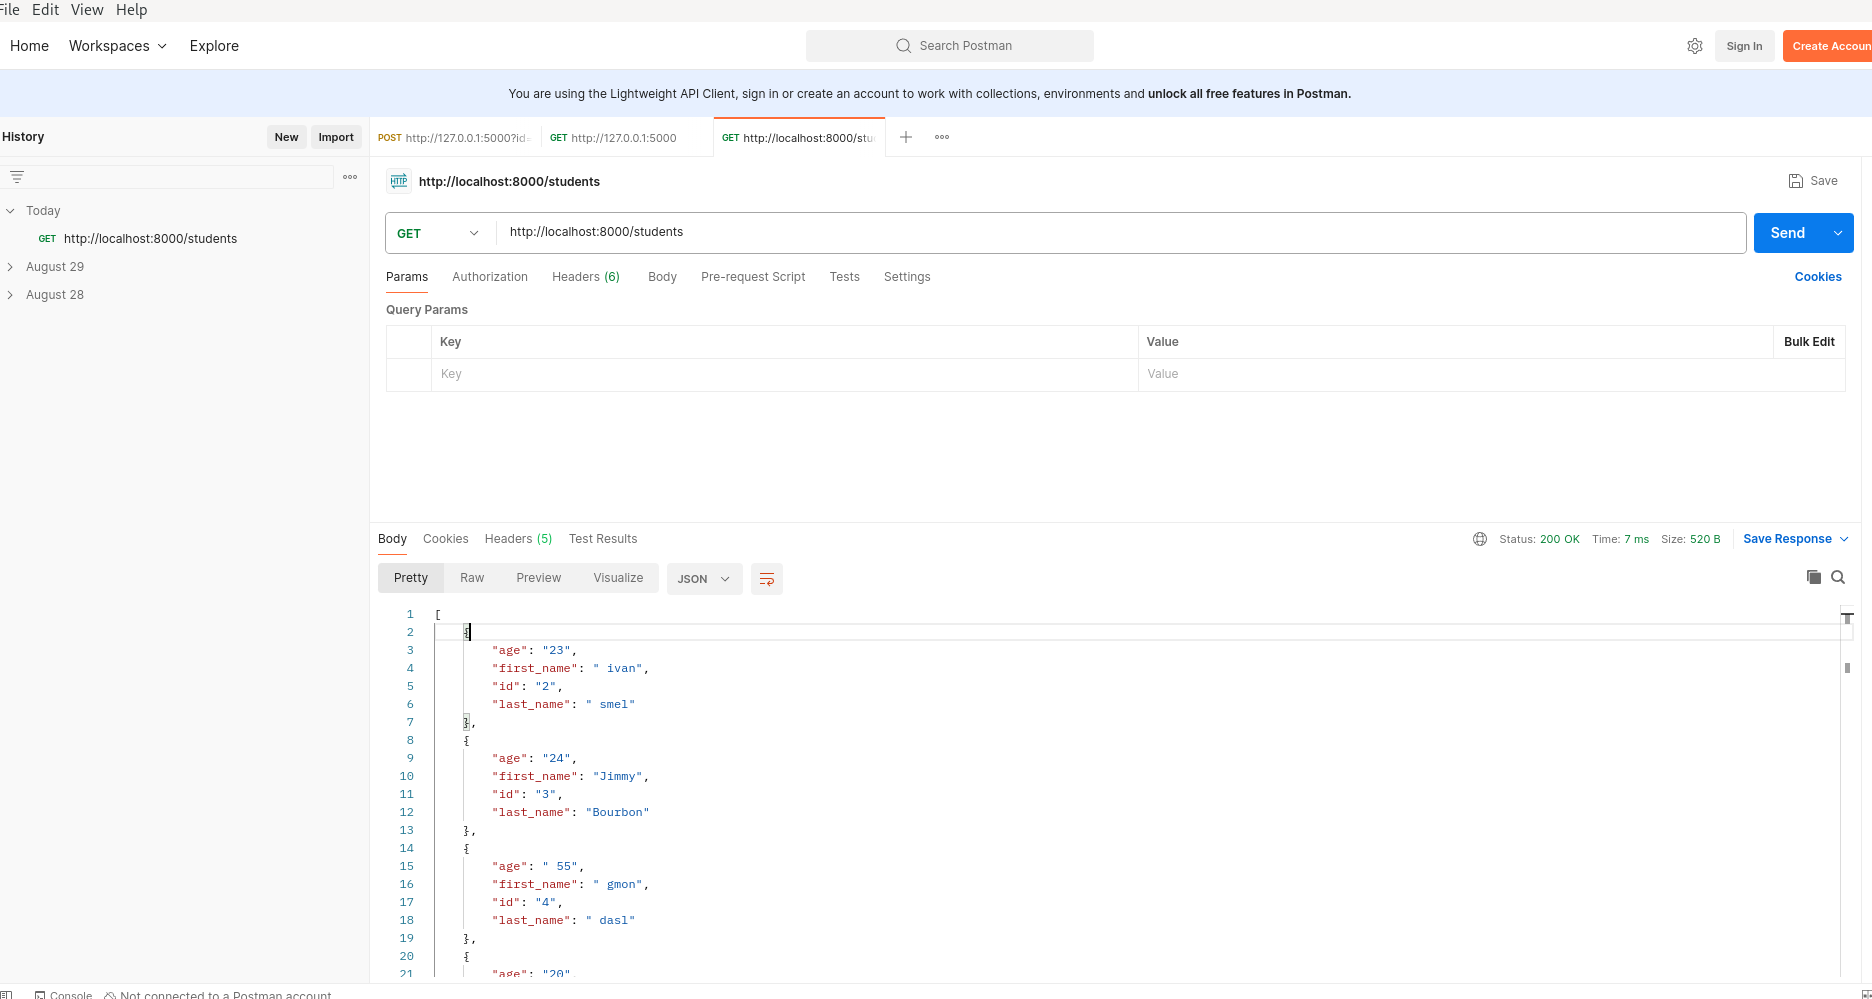 File Edit View Help
Home Workspaces Explore
Search Postman
Sign In
Create Accoun
You are using the Lightweight API Client, sign in or create an account to work with collections, environments and unlock all free features in Postman.
History
New Import
Today
GET http://localhost:8000/students
August 29
August 28
POST http://127.0.0.1:5000?id=
GET http://127.0.0.1:5000
GET http://localhost:8000/stu
HTTP http://localhost:8000/students
Save
GET http://localhost:8000/students
Send
Params Authorization Headers (6) Body Pre-request Script Tests Settings
Cookies
Query Params
Key Value Bulk Edit
Key Value
Body Cookies Headers (5) Test Results
Status: 200 OK Time: 7 ms Size: 520 B Save Response
Pretty Raw Preview Visualize JSON
1 [
2 {
3 "age": "23",
4 "first_name": " ivan",
5 "id": "2",
6 "last_name": " smel"
7 },
8 {
9 "age": "24",
10 "first_name": "Jimmy",
11 "id": "3",
12 "last_name": "Bourbon"
13 },
14 {
15 "age": " 55",
16 "first_name": " gmon",
17 "id": "4",
18 "last_name": " dasl"
19 },
20 {
21 "age": "20"
Console Not connected to a Postman account